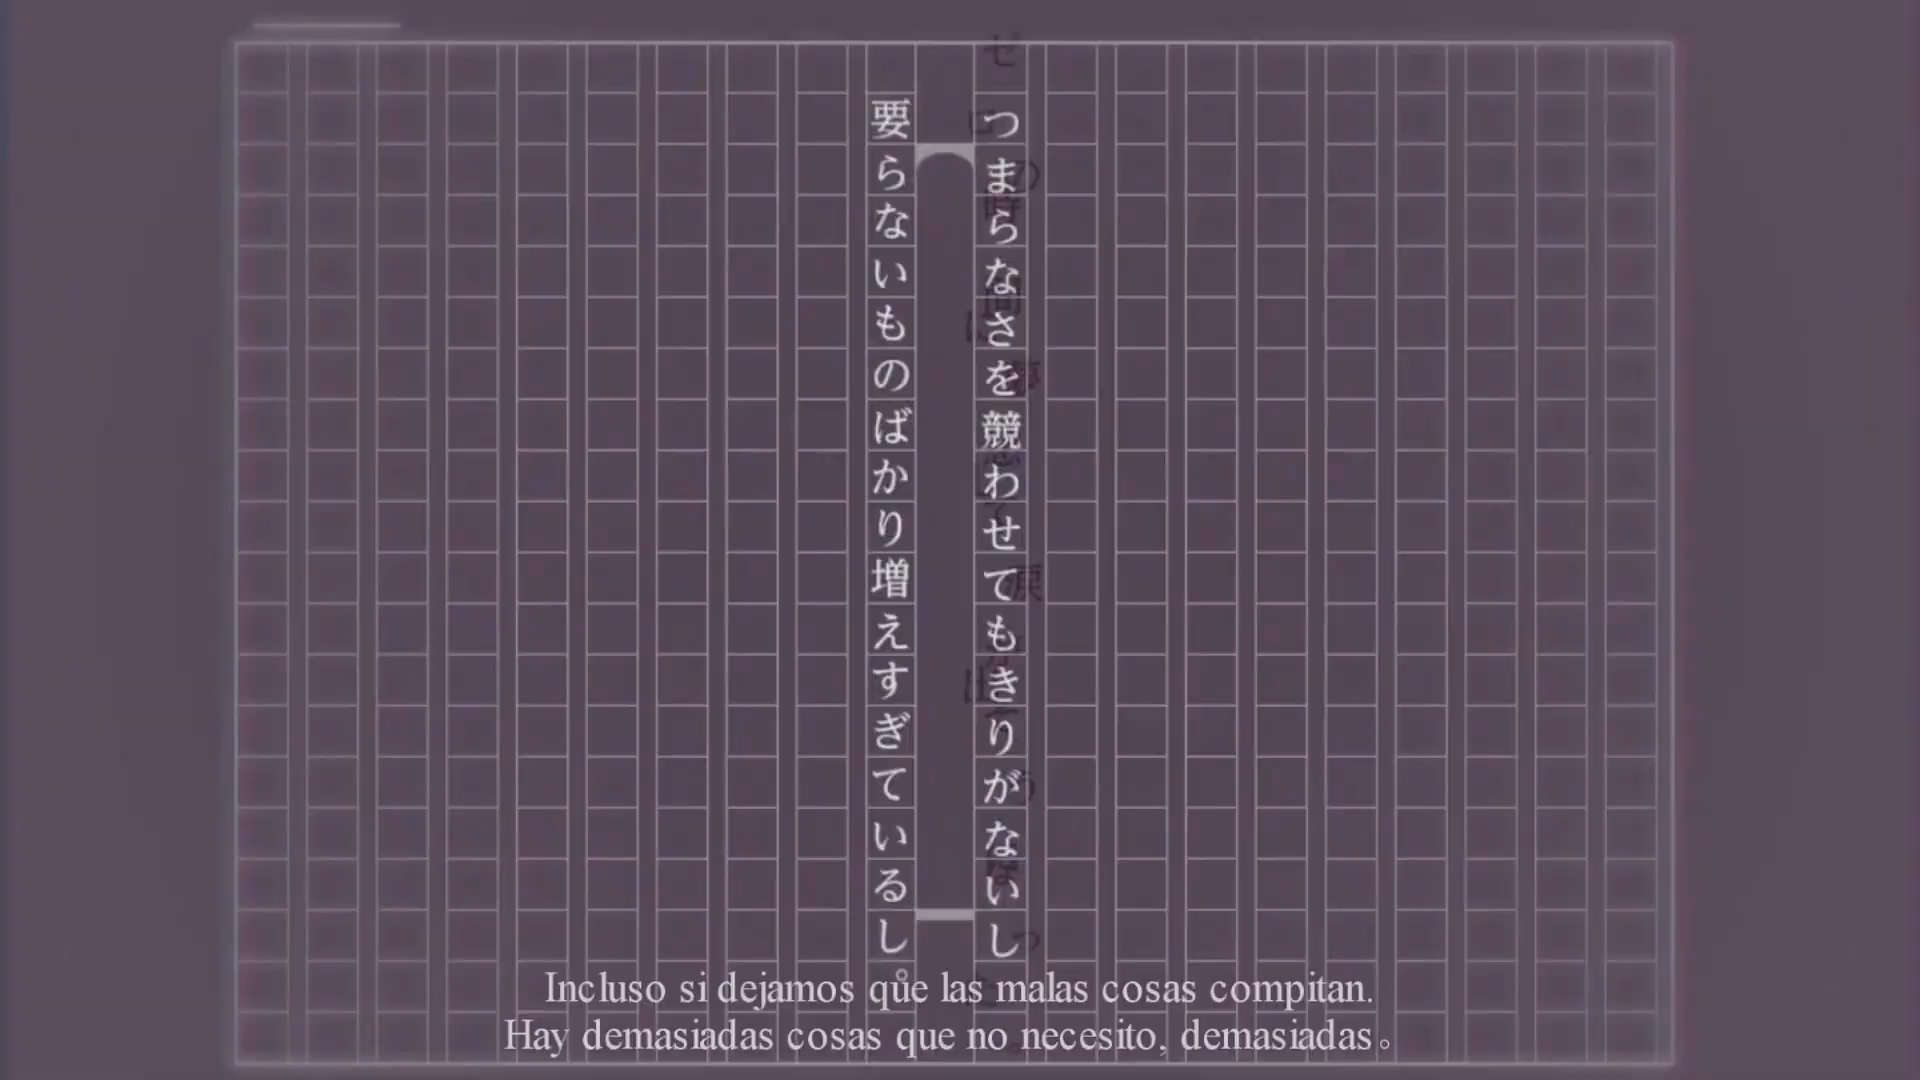 つまらなさを競わせてもきりがないし
要らないものばかり増えすぎているし。
Incluso si dejamos que las malas cosas compitan.
Hay demasiadas cosas que no necesito, demasiadas。